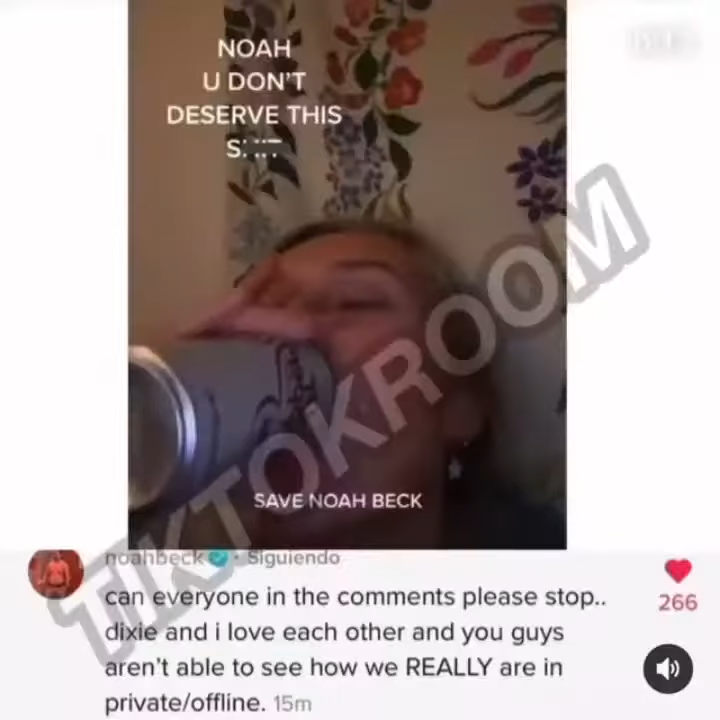 NOAH
U DON'T
DESERVE THIS
SAVE NOAH BECK
TIKTOKROOM
noahbeck · Siguiendo
can everyone in the comments please stop..
dixie and i love each other and you guys
aren't able to see how we REALLY are in
private/offline. 15m
266